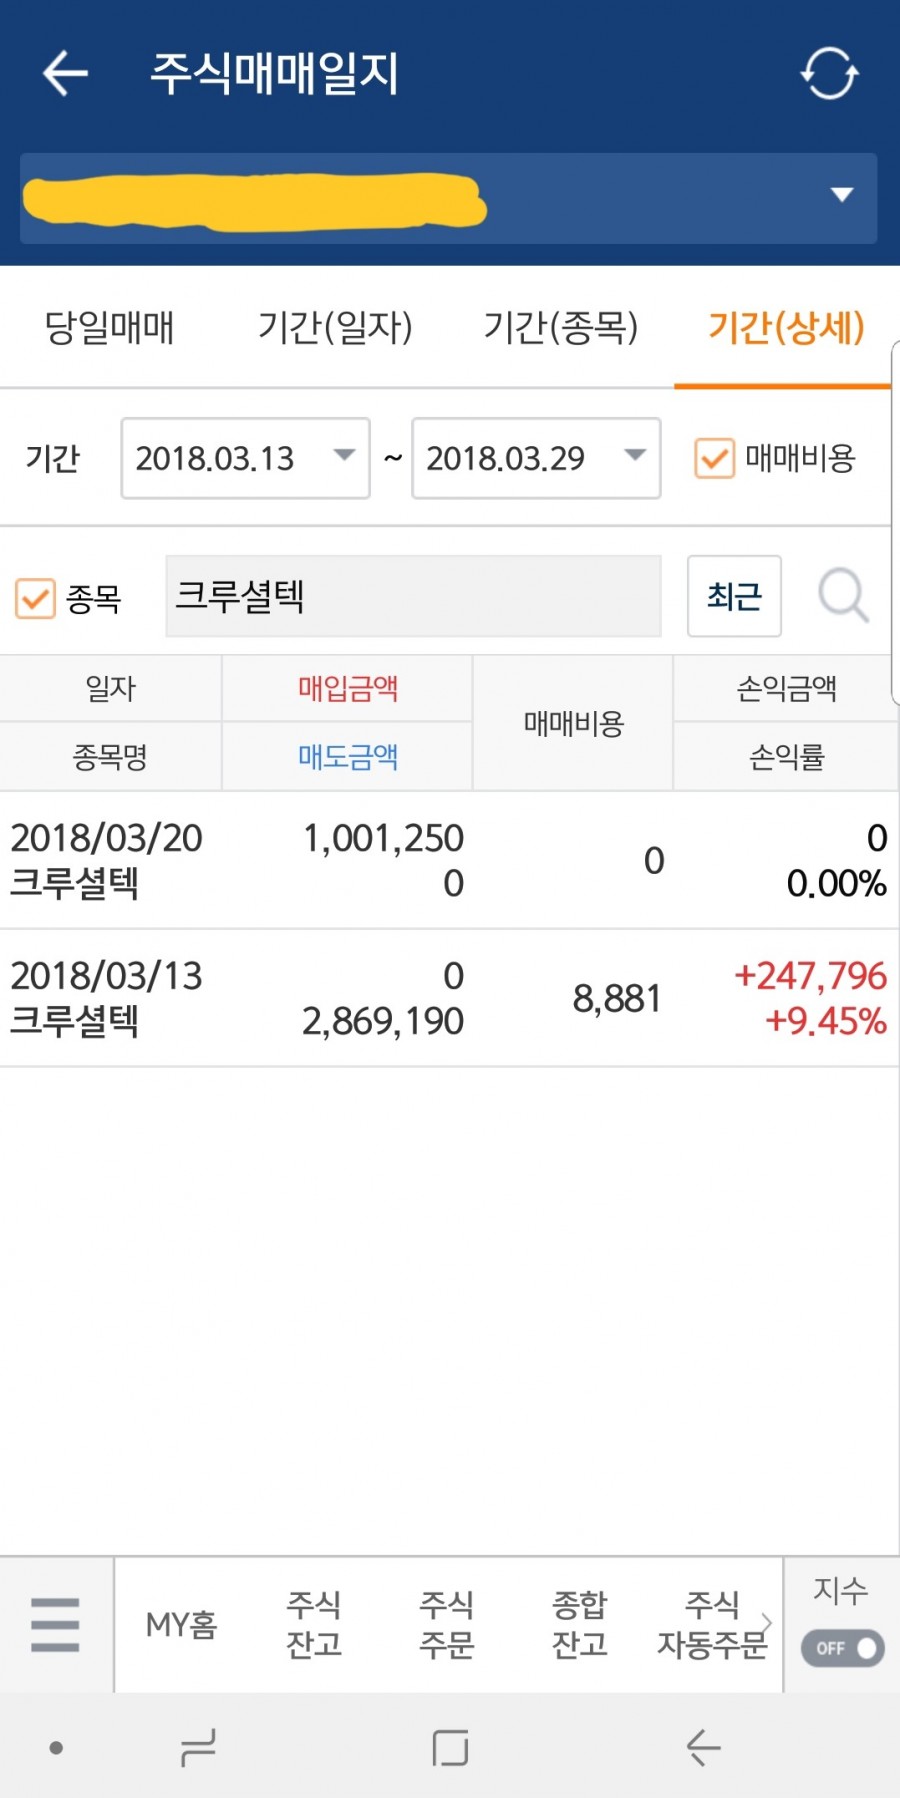 주식매매일지
당일매매 기간(일자) 기간(종목) 기간(상세)
기간 2018.03.13 ~ 2018.03.29 매매비용
종목 크루셜텍 최근
일자 매입금액 매매비용 손익금액
종목명 매도금액 손익률
2018/03/20 1,001,250 0 0
크루셜텍 0 0.00%
2018/03/13 0 8,881 +247,796
크루셜텍 2,869,190 +9.45%
MY홈 주식 잔고 주식 주문 종합 잔고 주식 자동주문 지수
OFF